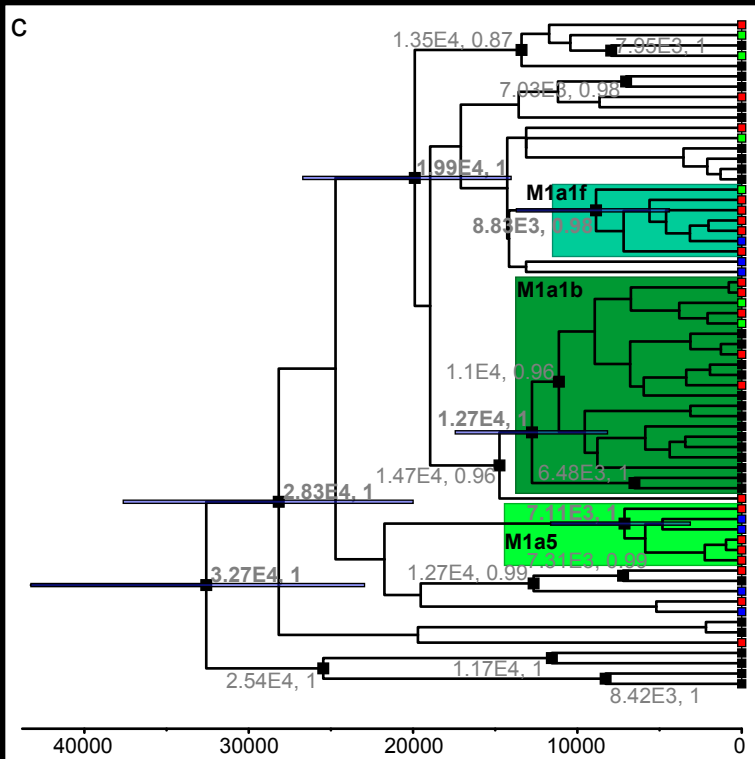 C
1.35E4, 0.87
7.95E3, 1
7.03E3, 0.98
1.99E4, 1
M1a1f
8.83E3, 0.98
M1a1b
1.1E4, 0.96
1.27E4, 1
1.47E4, 0.96
6.48E3, 1
2.83E4, 1
7.11E3, 1
M1a5
7.31E3, 0.99
1.27E4, 0.99
3.27E4, 1
2.54E4, 1
1.17E4, 1
8.42E3, 1
40000 30000 20000 10000 0